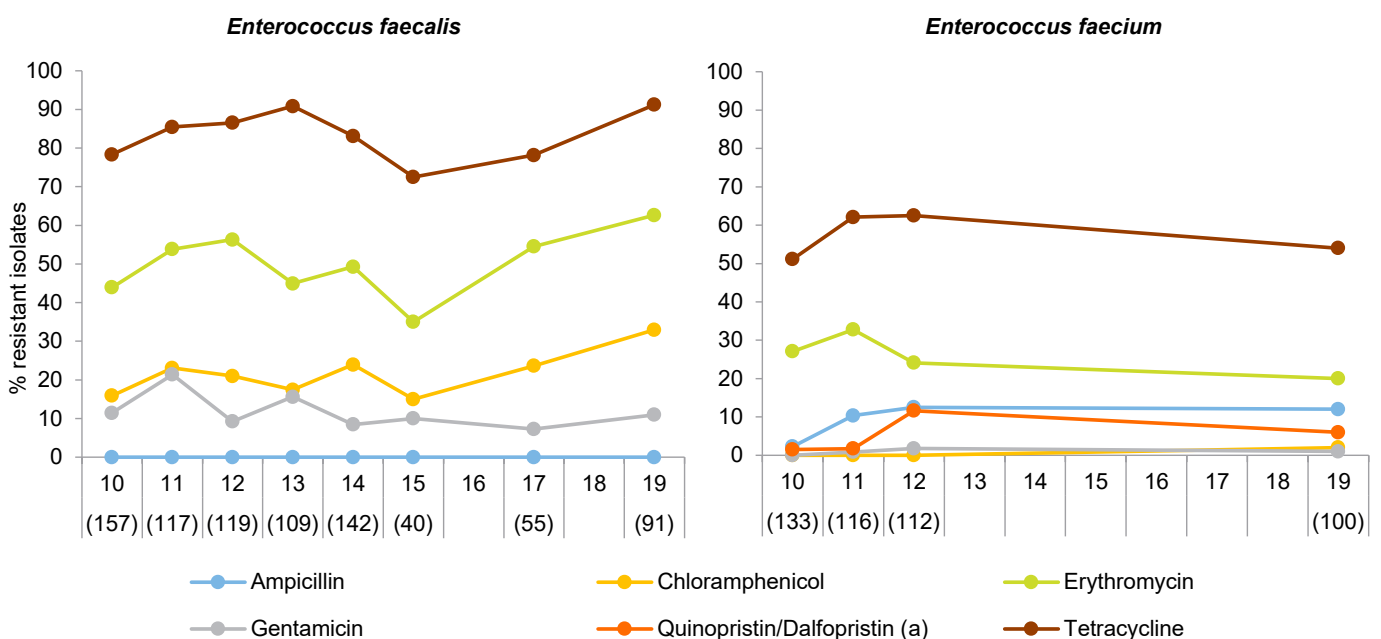 Enterococcus faecalis
Enterococcus faecium
% resistant isolates
100
90
80
70
60
50
40
30
20
10
0
10 11 12 13 14 15 16 17 18 19
(157) (117) (119) (109) (142) (40) (55) (91)
100
90
80
70
60
50
40
30
20
10
0
10 11 12 13 14 15 16 17 18 19
(133) (116) (112) (100)
Ampicillin Chloramphenicol Erythromycin
Gentamicin Quinopristin/Dalfopristin (a) Tetracycline